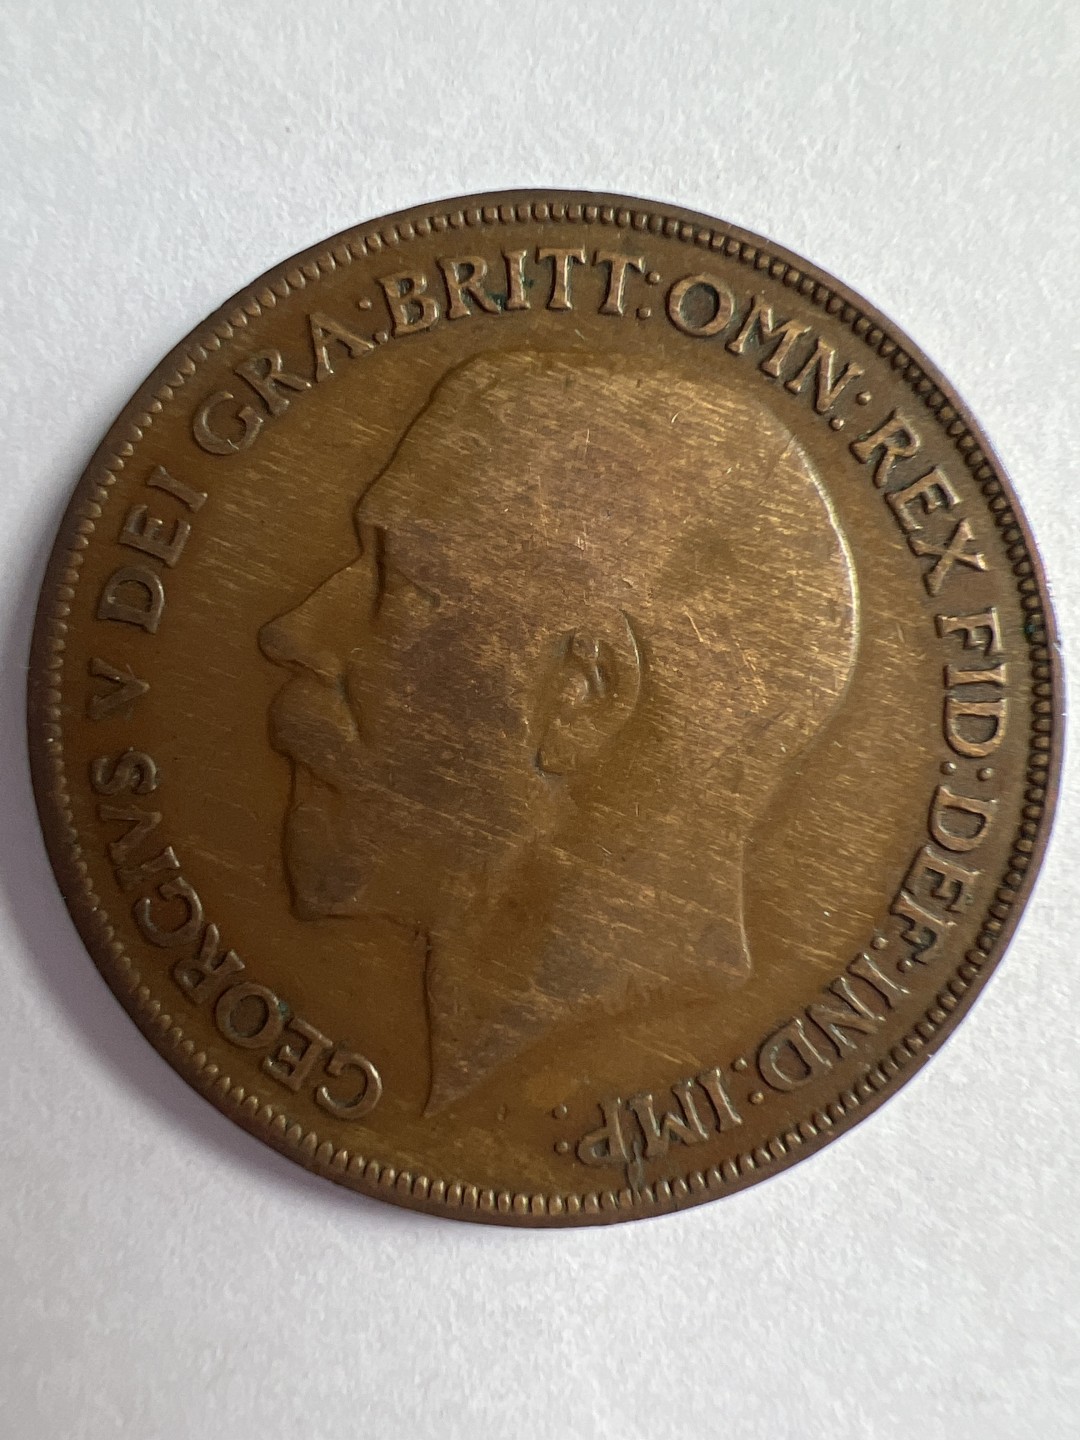 GEORGIVS V DEI GRA: BRITT: OMN: REX FID: DEF: IND: IMP: